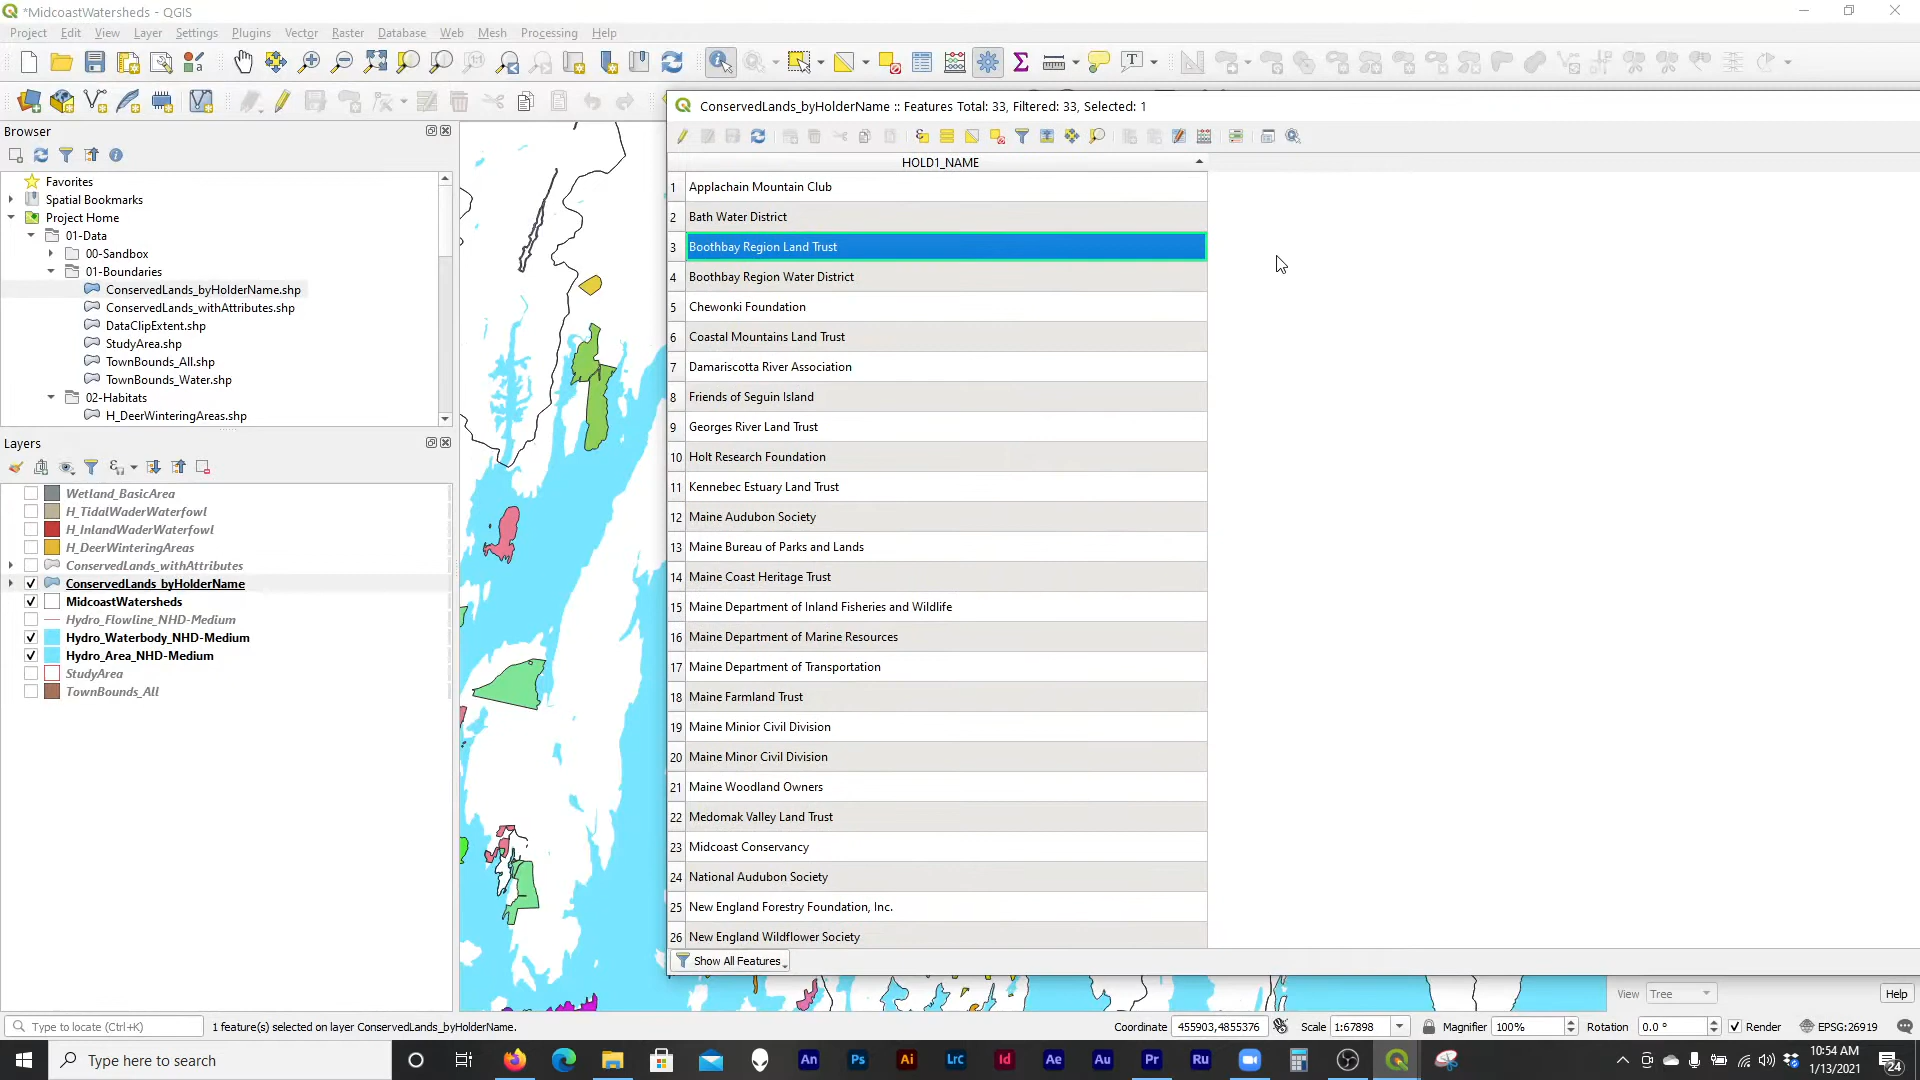 *MidcoastWatersheds - QGIS
Project Edit View Layer Settings Plugins Vector Raster Database Web Mesh Processing Help
Browser
Favorites
Spatial Bookmarks
Project Home
01-Data
00-Sandbox
01-Boundaries
ConservedLands_byHolderName.shp
ConservedLands_withAttributes.shp
DataClipExtent.shp
StudyArea.shp
TownBounds_All.shp
TownBounds_Water.shp
02-Habitats
H_DeerWinteringAreas.shp
Layers
Wetland_BasicArea
H_TidalWaderWaterfowl
H_InlandWaderWaterfowl
H_DeerWinteringAreas
ConservedLands_withAttributes
ConservedLands_byHolderName
MidcoastWatersheds
Hydro_Flowline_NHD-Medium
Hydro_Waterbody_NHD-Medium
Hydro_Area_NHD-Medium
StudyArea
TownBounds_All
ConservedLands_byHolderName :: Features Total: 33, Filtered: 33, Selected: 1
HOLD1_NAME
1 Applachain Mountain Club
2 Bath Water District
3 Boothbay Region Land Trust
4 Boothbay Region Water District
5 Chewonki Foundation
6 Coastal Mountains Land Trust
7 Damariscotta River Association
8 Friends of Seguin Island
9 Georges River Land Trust
10 Holt Research Foundation
11 Kennebec Estuary Land Trust
12 Maine Audubon Society
13 Maine Bureau of Parks and Lands
14 Maine Coast Heritage Trust
15 Maine Department of Inland Fisheries and Wildlife
16 Maine Department of Marine Resources
17 Maine Department of Transportation
18 Maine Farmland Trust
19 Maine Minior Civil Division
20 Maine Minor Civil Division
21 Maine Woodland Owners
22 Medomak Valley Land Trust
23 Midcoast Conservancy
24 National Audubon Society
25 New England Forestry Foundation, Inc.
26 New England Wildflower Society
Show All Features
View Tree Help
Type to locate (Ctrl+K) 1 feature(s) selected on layer ConservedLands_byHolderName. Coordinate 455903,4855376 Scale 1:67898 Magnifier 100% Rotation 0.0 ° Render EPSG:26919
Type here to search An Ps Ai Lrc Id Ae Au Pr Ru
10:54 AM
1/13/2021
24